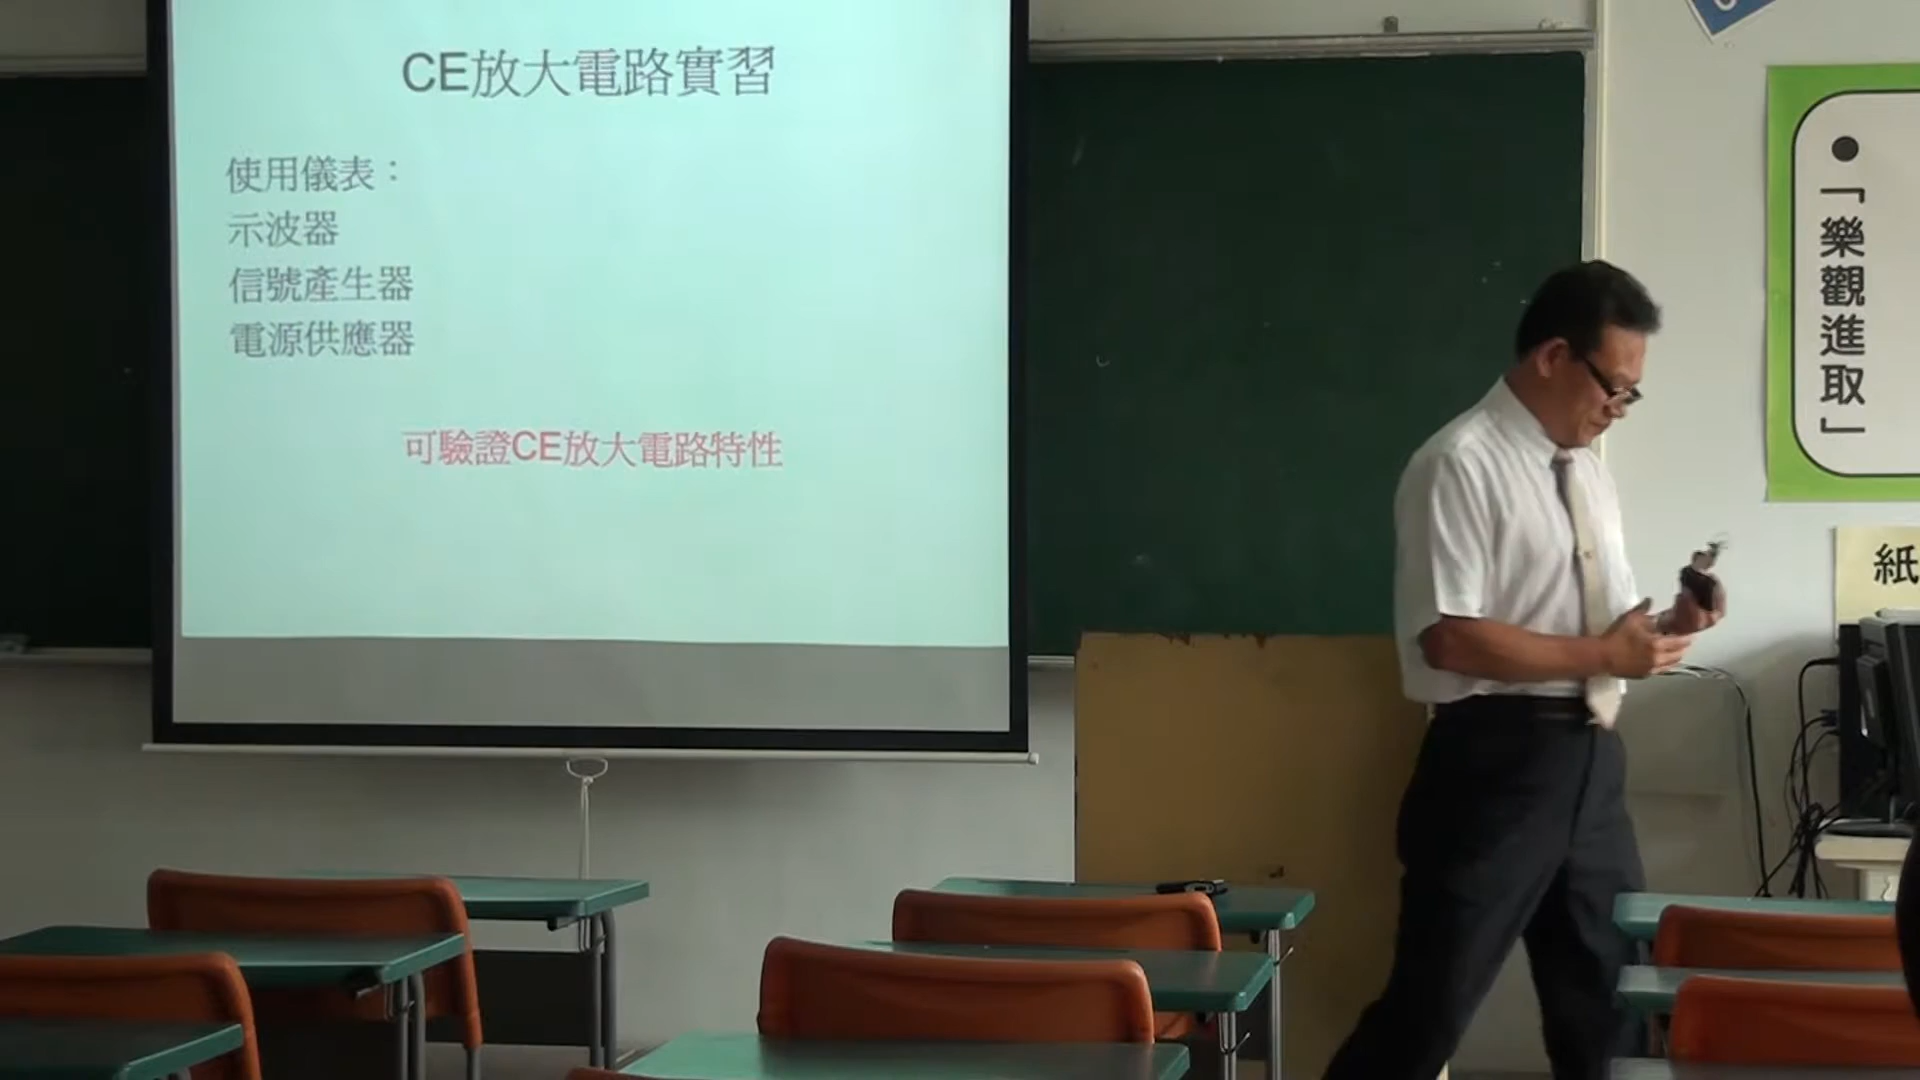 CE放大電路實習
使用儀表：
示波器
信號產生器
電源供應器
可驗證CE放大電路特性
●「樂觀進取」
紙